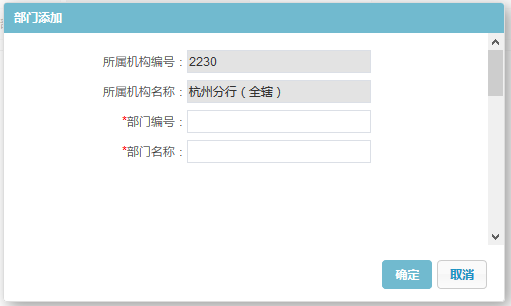 部门添加
所属机构编号：2230
所属机构名称：杭州分行（全辖）
*部门编号：
*部门名称：
确定 取消